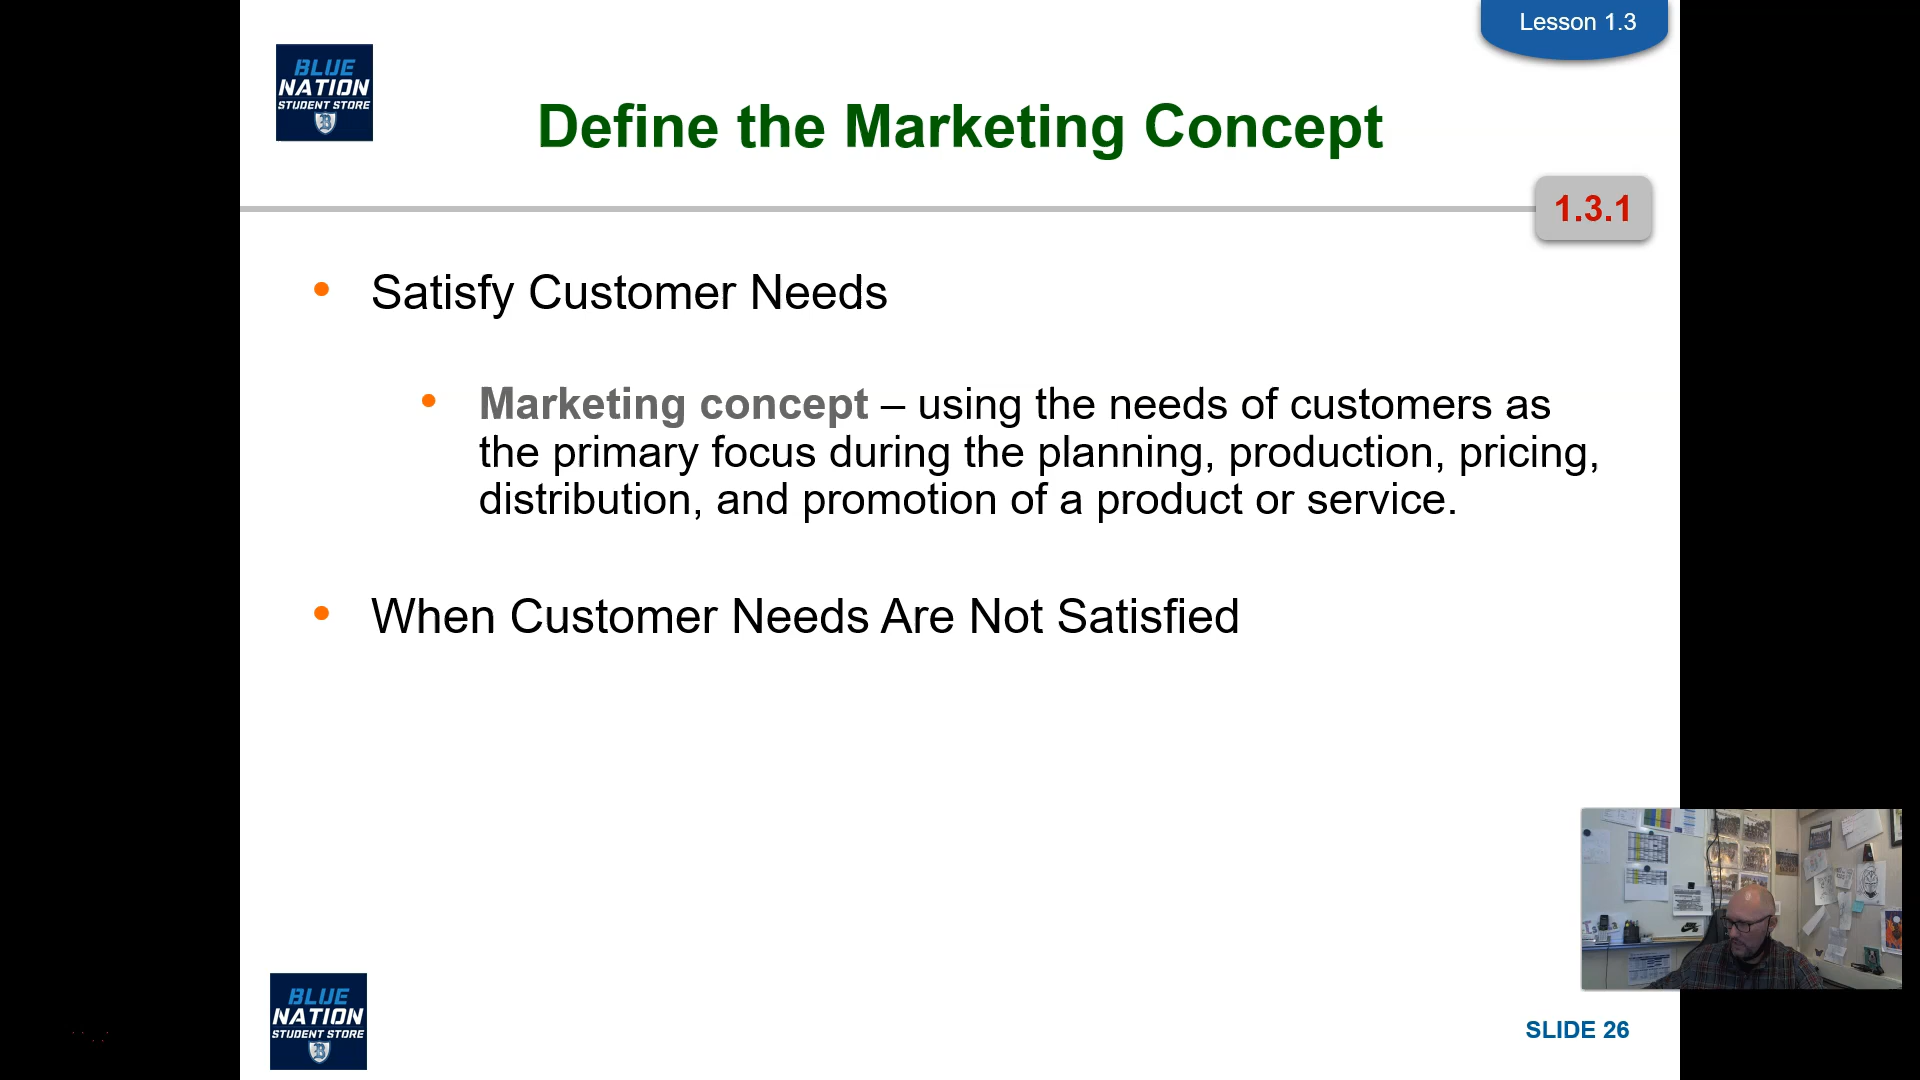 Lesson 1.3
BLUE
NATION
STUDENT STORE
B
Define the Marketing Concept
1.3.1
• Satisfy Customer Needs
• Marketing concept – using the needs of customers as
the primary focus during the planning, production, pricing,
distribution, and promotion of a product or service.
• When Customer Needs Are Not Satisfied
BLUE
NATION
STUDENT STORE
B
SLIDE 26